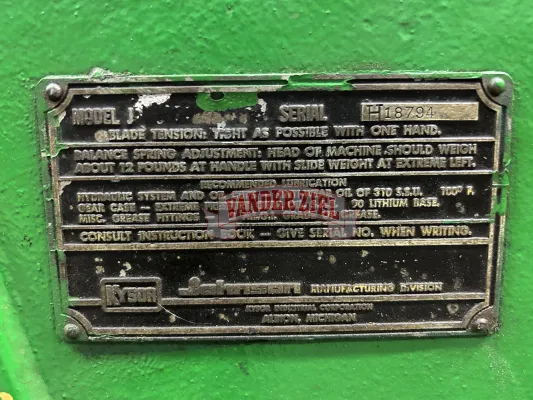 MODEL J SERIAL H18794
BLADE TENSION: TIGHT AS POSSIBLE WITH ONE HAND.
BALANCE SPRING ADJUSTMENT. HEAD OF MACHINE SHOULD WEIGH
ABOUT 12 POUNDS AT HANDLE WITH SLIDE WEIGHT AT EXTREME LEFT.
RECOMMENDED LUBRICATION
HYDRAULIC SYSTEM AND OIL OF 310 S.S.U. 100° F.
GEAR CASE - EXTREME 90 LITHIUM BASE.
MISC. GREASE FITTINGS GREASE.
VANDER ZIEL
CONSULT INSTRUCTION BOOK - GIVE SERIAL NO. WHEN WRITING.
KYSOR Johnson MANUFACTURING DIVISION
KYSOR INDUSTRIAL CORPORATION
ALBION, MICHIGAN